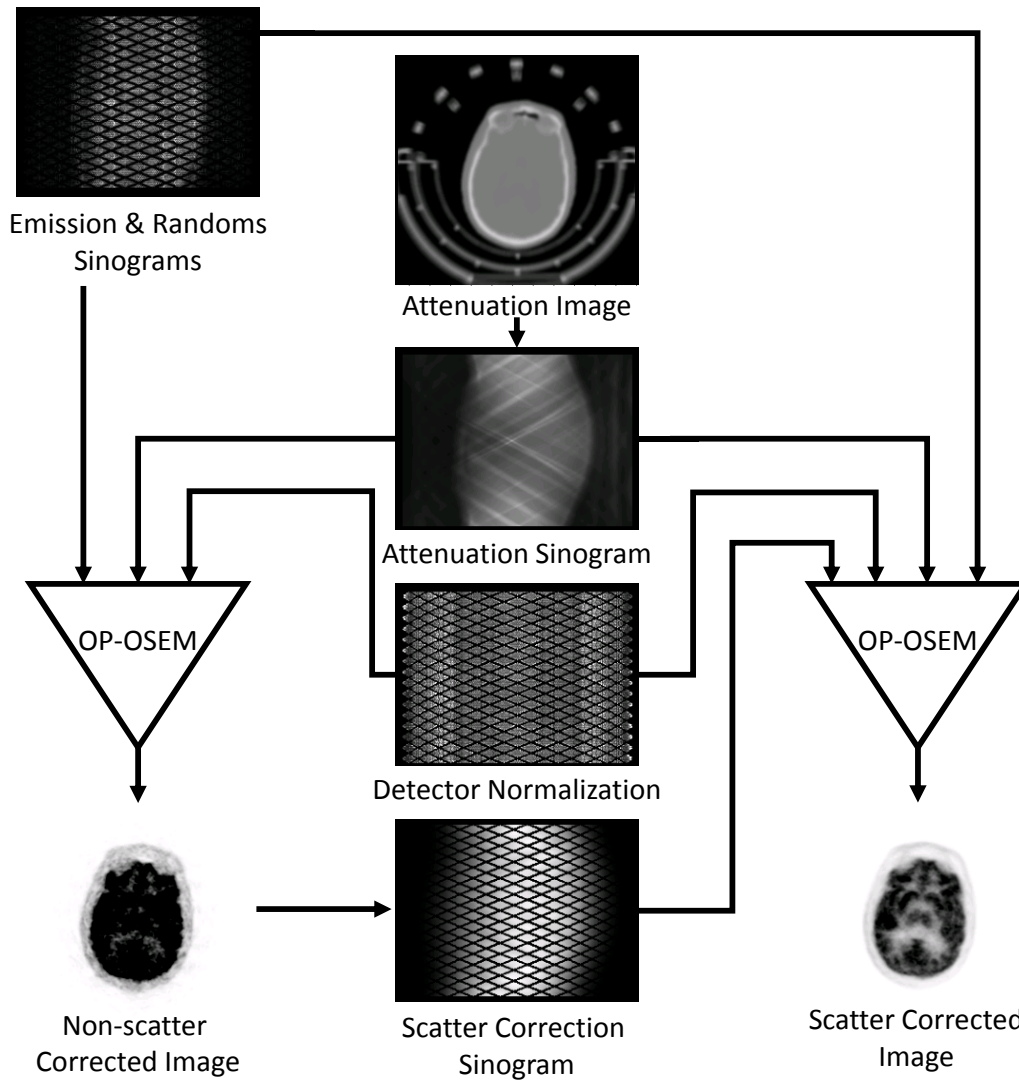 Emission & Randoms
Sinograms
Attenuation Image
Attenuation Sinogram
OP-OSEM
OP-OSEM
Detector Normalization
Non-scatter
Corrected Image
Scatter Correction
Sinogram
Scatter Corrected
Image